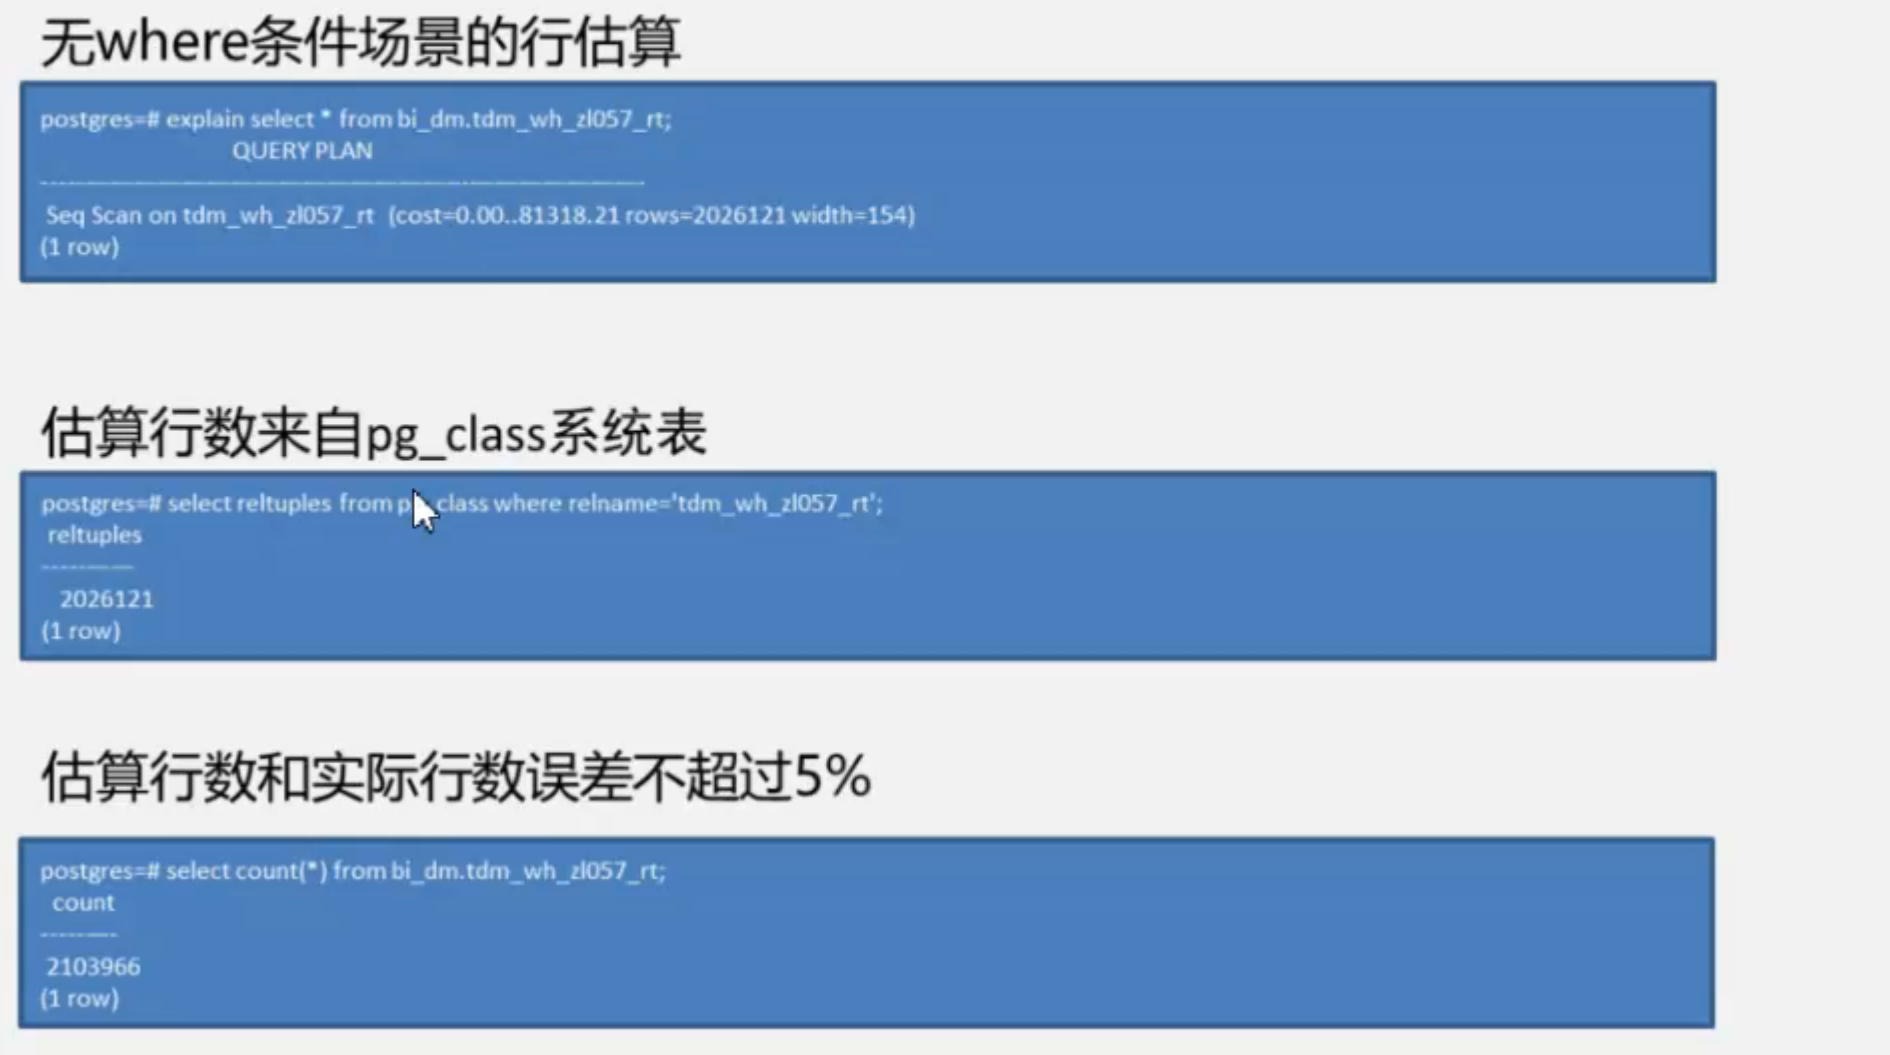 无where条件场景的行估算
postgres=# explain select * from bi_dm.tdm_wh_zl057_rt;
QUERY PLAN
---------------------------------------------------------------
Seq Scan on tdm_wh_zl057_rt (cost=0.00..81318.21 rows=2026121 width=154)
(1 row)
估算行数来自pg_class系统表
postgres=# select reltuples from class where relname='tdm_wh_zl057_rt';
reltuples
-----------
2026121
(1 row)
估算行数和实际行数误差不超过5%
postgres=# select count(*) from bi_dm.tdm_wh_zl057_rt;
count
---------
2103966
(1 row)